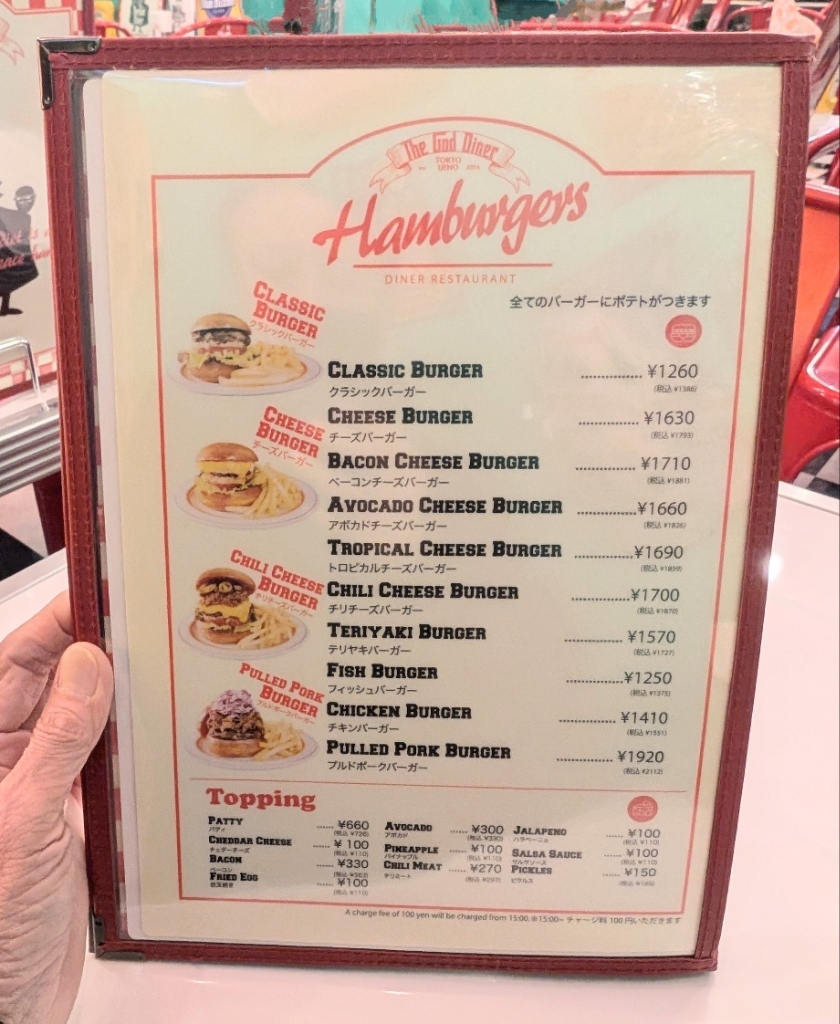 The God Diner
TOKYO
UENO
Hamburgers
DINER RESTAURANT
全てのバーガーにポテトがつきます
CLASSIC
BURGER
クラシックバーガー
CLASSIC BURGER ¥1260
クラシックバーガー (税込 ¥1386)
CHEESE
BURGER
チーズバーガー
CHEESE BURGER ¥1630
チーズバーガー (税込 ¥1793)
BACON CHEESE BURGER ¥1710
ベーコンチーズバーガー (税込 ¥1881)
AVOCADO CHEESE BURGER ¥1660
アボカドチーズバーガー (税込 ¥1826)
TROPICAL CHEESE BURGER ¥1690
トロピカルチーズバーガー (税込 ¥1859)
CHILI CHEESE
BURGER
チリチーズバーガー
CHILI CHEESE BURGER ¥1700
チリチーズバーガー (税込 ¥1870)
TERIYAKI BURGER ¥1570
テリヤキバーガー (税込 ¥1727)
FISH BURGER ¥1250
フィッシュバーガー (税込 ¥1375)
PULLED PORK
BURGER
プルドポークバーガー
CHICKEN BURGER ¥1410
チキンバーガー (税込 ¥1551)
PULLED PORK BURGER ¥1920
プルドポークバーガー (税込 ¥2112)
Topping
PATTY ¥660
パティ (税込 ¥726)
CHEDDAR CHEESE ¥100
チェダーチーズ (税込 ¥110)
BACON ¥330
ベーコン (税込 ¥363)
FRIED EGG ¥100
目玉焼き (税込 ¥110)
AVOCADO ¥300
アボカド (税込 ¥330)
PINEAPPLE ¥100
パイナップル (税込 ¥110)
CHILI MEAT ¥270
チリミート (税込 ¥297)
JALAPENO ¥100
ハラペーニョ (税込 ¥110)
SALSA SAUCE ¥100
サルサソース (税込 ¥110)
PICKLES ¥150
ピクルス (税込 ¥165)
A charge fee of 100 yen will be charged from 15:00. ※15:00~ チャージ料 100 円いただきます